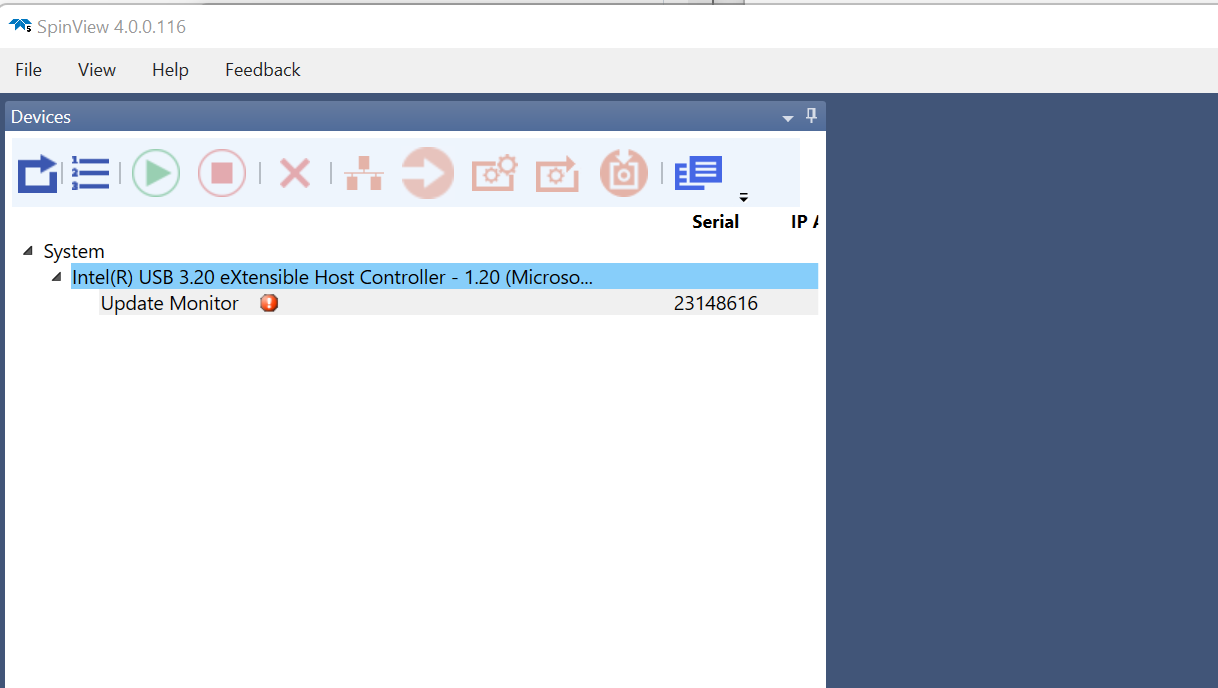 SpinView 4.0.0.116
File View Help Feedback
Devices
Serial IP A
System
Intel(R) USB 3.20 eXtensible Host Controller - 1.20 (Microso...
Update Monitor 23148616